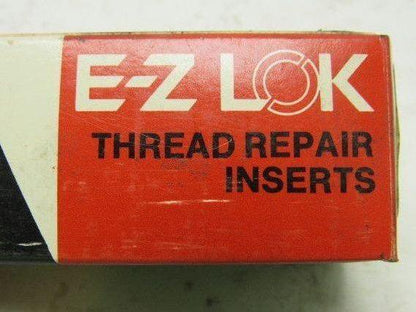 E-Z LOK
THREAD REPAIR
INSERTS